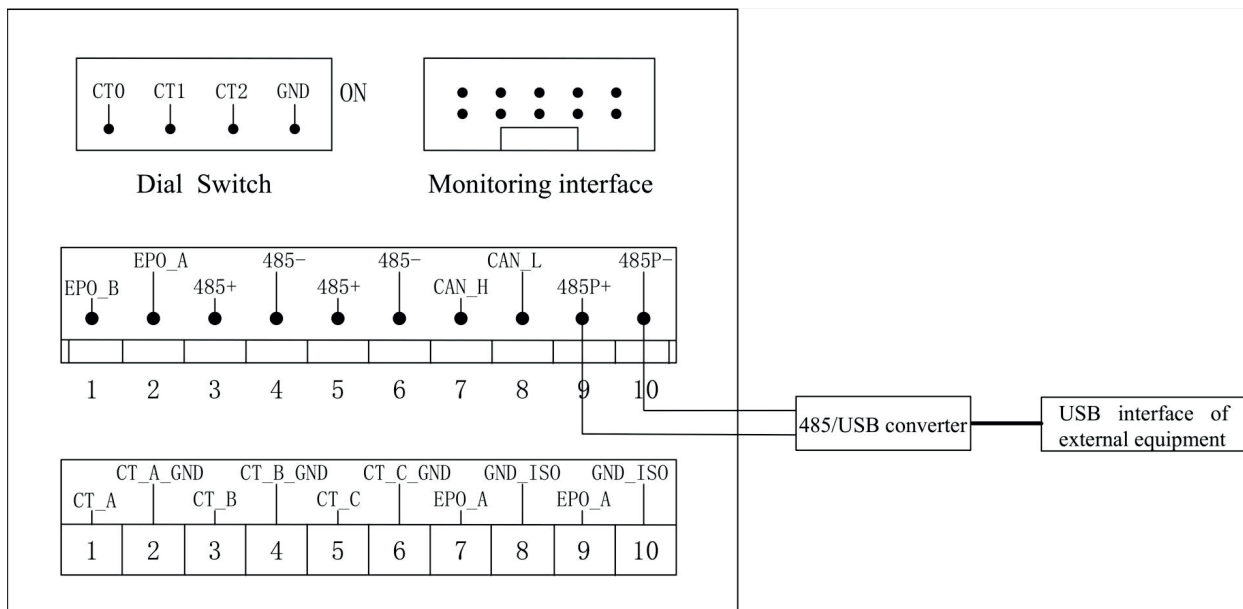 CT0 CT1 CT2 GND ON
Dial Switch
Monitoring interface
EPO_B EPO_A 485+ 485- 485+ 485- CAN_H CAN_L 485P+ 485P-
1 2 3 4 5 6 7 8 9 10
485/USB converter
USB interface of
external equipment
CT_A CT_A_GND CT_B CT_B_GND CT_C CT_C_GND EPO_A GND_ISO EPO_A GND_ISO
1 2 3 4 5 6 7 8 9 10